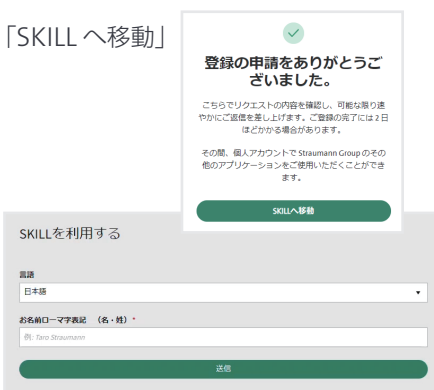 「SKILL へ移動」
登録の申請をありがとうご
ざいました。
こちらでリクエストの内容を確認し、可能な限り速
やかにご返信を差し上げます。ご登録の完了には2日
ほどかかる場合があります。
その間、個人アカウントで Straumann Group のその
他のアプリケーションをご使用いただくことができ
ます。
SKILLへ移動
SKILLを利用する
言語
日本語
お名前ローマ字表記 （名・姓） *
例: Taro Straumann
送信